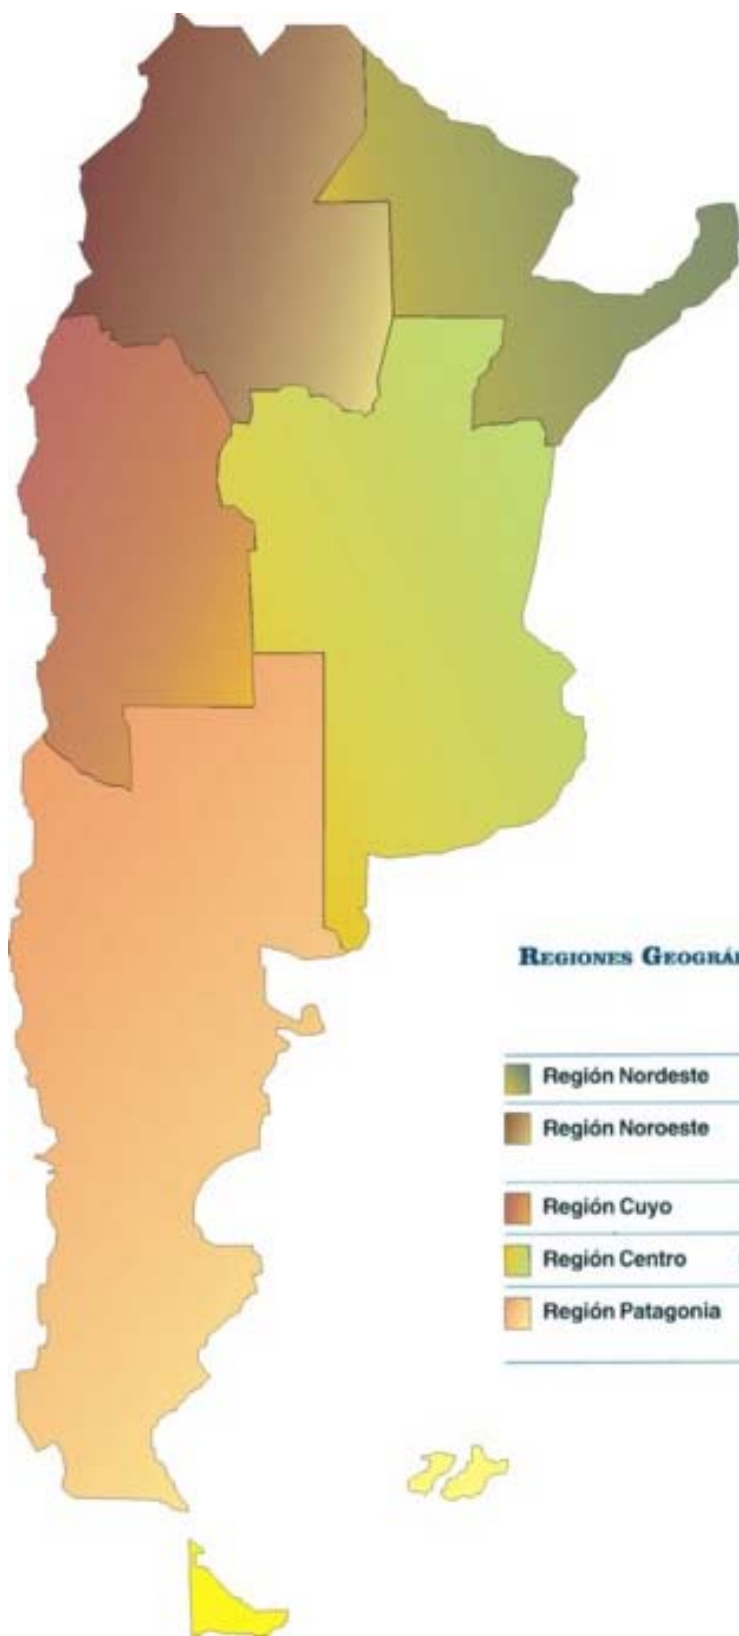 REGIONES GEOGRÁ
Región Nordeste
Región Noroeste
Región Cuyo
Región Centro
Región Patagonia